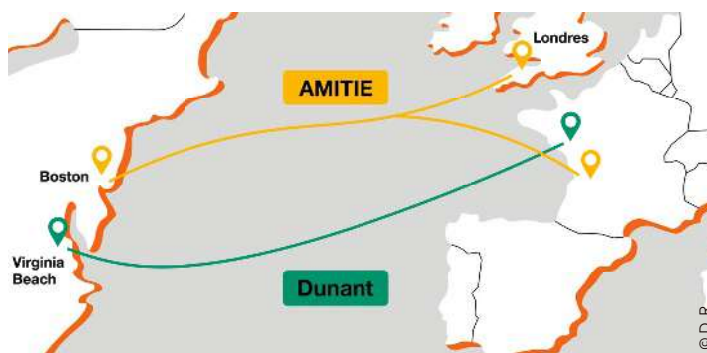 Londres
AMITIE
Boston
Virginia
Beach
Dunant
©D.R.